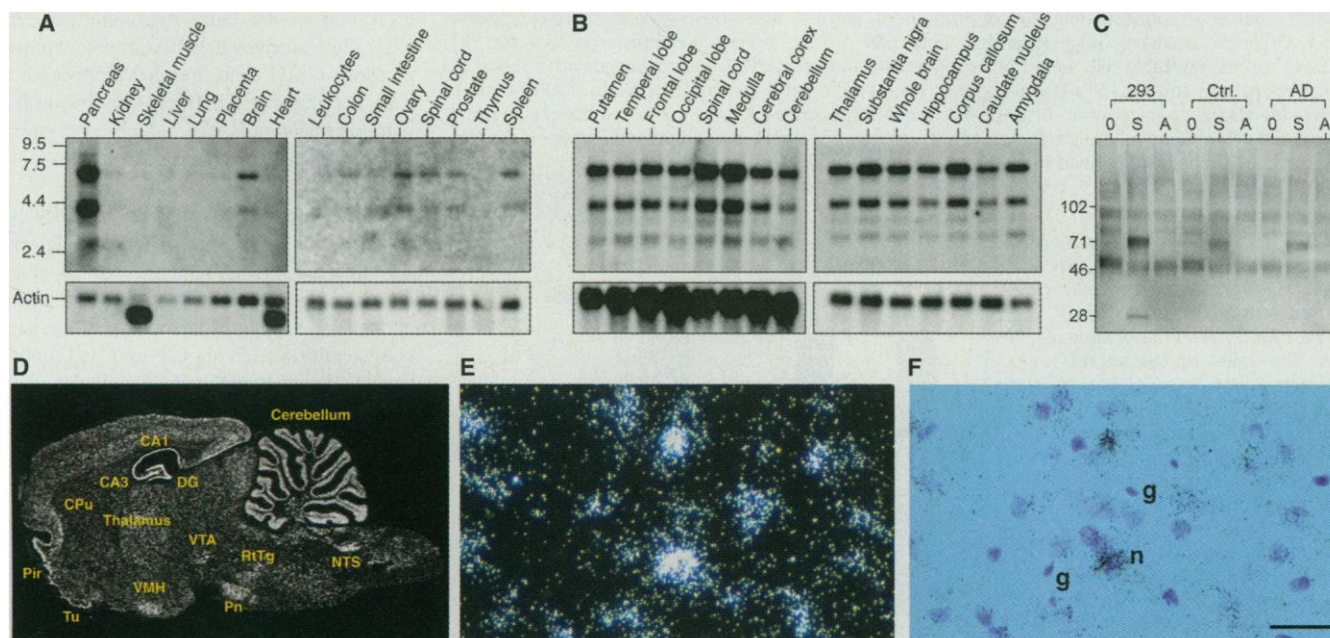 A
Pancreas
Kidney
Skeletal muscle
Liver
Lung
Placenta
Brain
Heart
Leukocytes
Colon
Small intestine
Ovary
Spinal cord
Prostate
Thymus
Spleen
9.5
7.5
4.4
2.4
Actin
B
Putamen
Temperal lobe
Frontal lobe
Occipital lobe
Spinal cord
Medulla
Cerebral corex
Cerebellum
Thalamus
Substantia nigra
Whole brain
Hippocampus
Corpus callosum
Caudate nucleus
Amygdala
C
293 Ctrl. AD
0 S A 0 S A 0 S A
102
71
46
28
D
Cerebellum
CA1
CA3 DG
CPu
Thalamus
VTA
RtTg
NTS
Pir
VMH
Pn
Tu
E
F
g
n
g